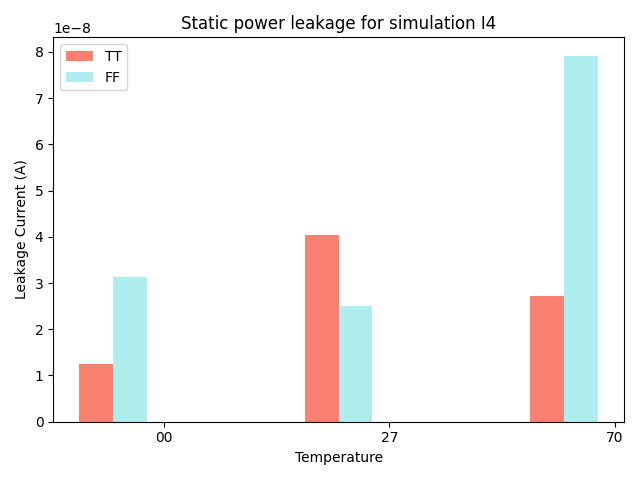 Static power leakage for simulation I4
1e−8
TT
FF
8
7
6
5
4
3
2
1
0
Leakage Current (A)
00
27
70
Temperature